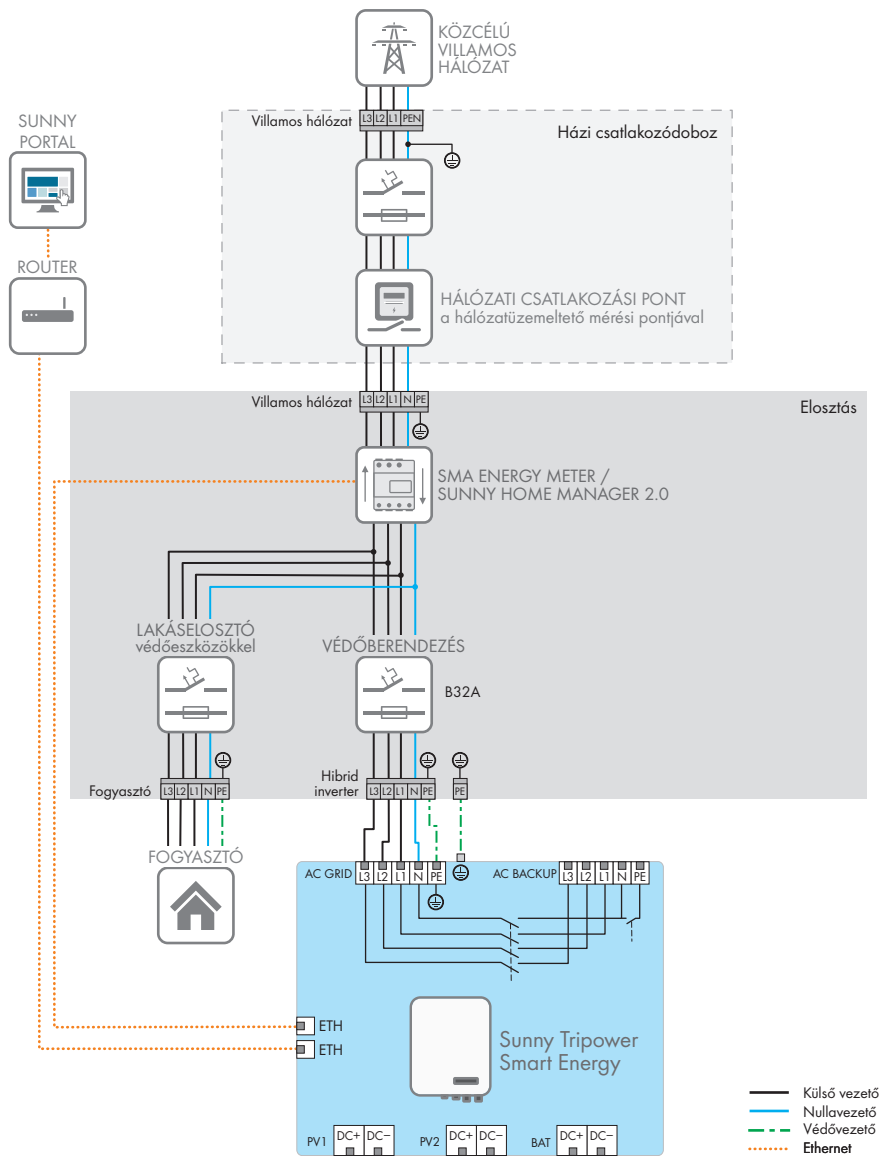 KÖZCÉLÚ
VILLAMOS
HÁLÓZAT
Villamos hálózat
L3 L2 L1 PEN
Házi csatlakozódoboz
SUNNY
PORTAL
ROUTER
HÁLÓZATI CSATLAKOZÁSI PONT
a hálózatüzemeltető mérési pontjával
Villamos hálózat
L3 L2 L1 N PE
Elosztás
SMA ENERGY METER /
SUNNY HOME MANAGER 2.0
LAKÁSELOSZTÓ
védőeszközökkel
VÉDŐBERENDEZÉS
B32A
Fogyasztó
L3 L2 L1 N PE
Hibrid
inverter
L3 L2 L1 N PE
PE
FOGYASZTÓ
AC GRID
L3 L2 L1 N PE
AC BACKUP
L3 L2 L1 N PE
ETH
ETH
Sunny Tripower
Smart Energy
PV1 DC+ DC−
PV2 DC+ DC−
BAT DC+ DC−
Külső vezető
Nullavezető
Védővezető
Ethernet